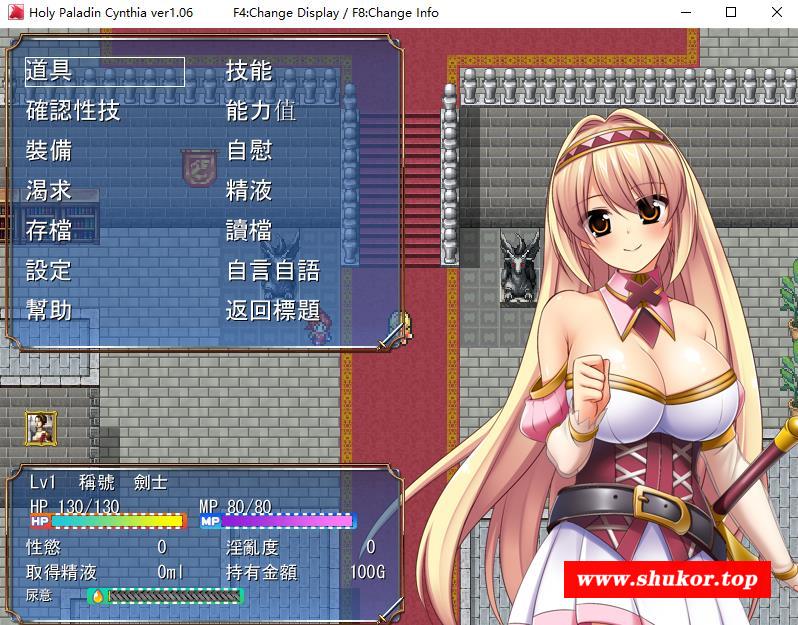 Holy Paladin Cynthia ver1.06 F4:Change Display / F8:Change Info
道具 技能
確認性技 能力值
裝備 自慰
渴求 精液
存檔 讀檔
設定 自言自語
幫助 返回標題
Lv1 稱號 劍士
HP 130/130 MP 80/80
HP MP
性慾 0 淫亂度 0
取得精液 0ml 持有金額 100G
尿意
www.shukor.top